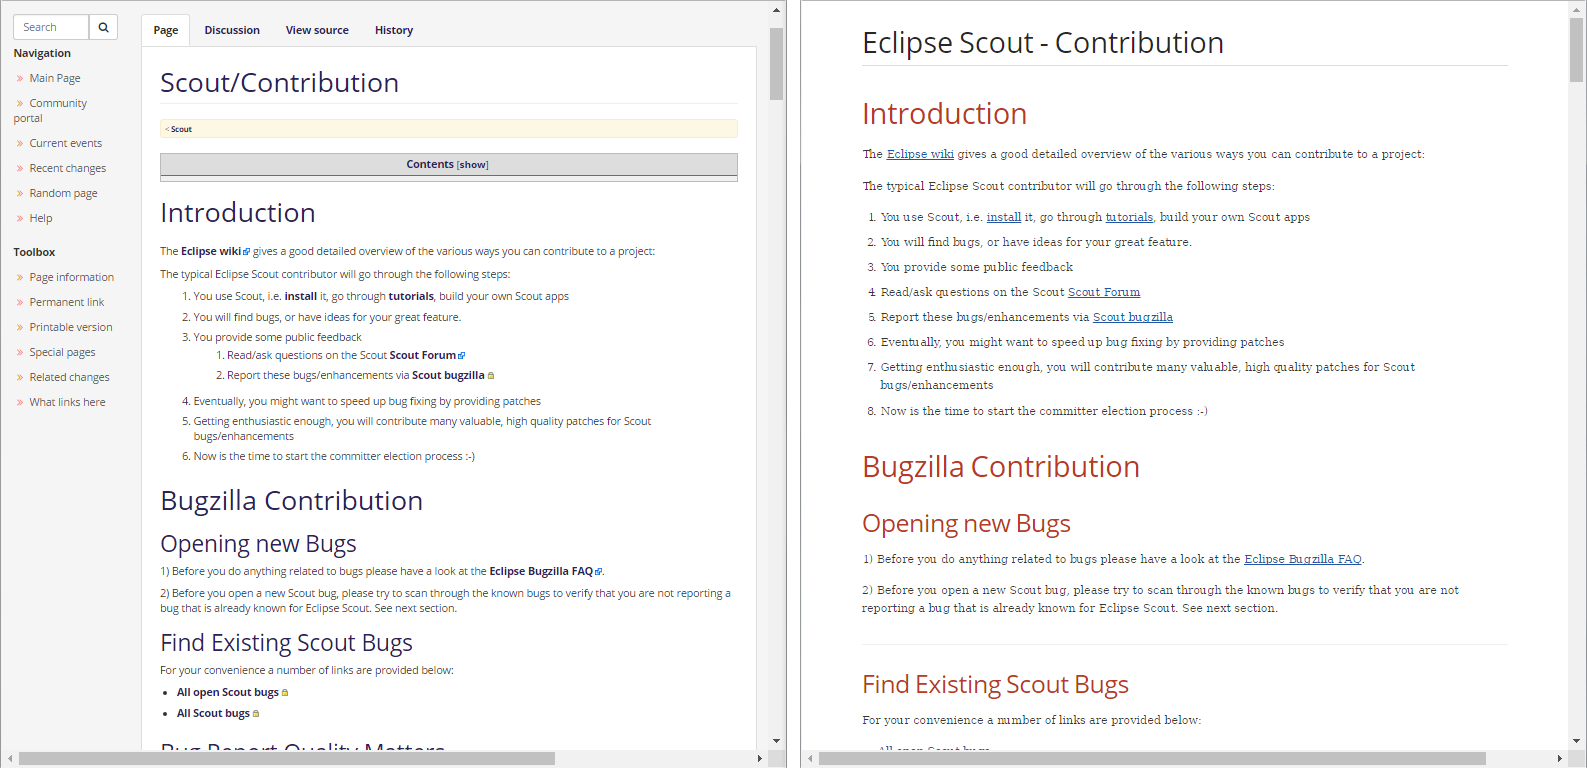 Search
Navigation
» Main Page
» Community
portal
» Current events
» Recent changes
» Random page
» Help
Toolbox
» Page information
» Permanent link
» Printable version
» Special pages
» Related changes
» What links here
Page Discussion View source History
Scout/Contribution
< Scout
Contents [show]
Introduction
The Eclipse wiki gives a good detailed overview of the various ways you can contribute to a project:
The typical Eclipse Scout contributor will go through the following steps:
1. You use Scout, i.e. install it, go through tutorials, build your own Scout apps
2. You will find bugs, or have ideas for your great feature.
3. You provide some public feedback
1. Read/ask questions on the Scout Scout Forum
2. Report these bugs/enhancements via Scout bugzilla
4. Eventually, you might want to speed up bug fixing by providing patches
5. Getting enthusiastic enough, you will contribute many valuable, high quality patches for Scout
bugs/enhancements
6. Now is the time to start the committer election process :-)
Bugzilla Contribution
Opening new Bugs
1) Before you do anything related to bugs please have a look at the Eclipse Bugzilla FAQ.
2) Before you open a new Scout bug, please try to scan through the known bugs to verify that you are not reporting a
bug that is already known for Eclipse Scout. See next section.
Find Existing Scout Bugs
For your convenience a number of links are provided below:
• All open Scout bugs
• All Scout bugs
Bug Report Quality Matters
Eclipse Scout - Contribution
Introduction
The Eclipse wiki gives a good detailed overview of the various ways you can contribute to a project:
The typical Eclipse Scout contributor will go through the following steps:
1. You use Scout, i.e. install it, go through tutorials, build your own Scout apps
2. You will find bugs, or have ideas for your great feature.
3. You provide some public feedback
4. Read/ask questions on the Scout Scout Forum
5. Report these bugs/enhancements via Scout bugzilla
6. Eventually, you might want to speed up bug fixing by providing patches
7. Getting enthusiastic enough, you will contribute many valuable, high quality patches for Scout
bugs/enhancements
8. Now is the time to start the committer election process :-)
Bugzilla Contribution
Opening new Bugs
1) Before you do anything related to bugs please have a look at the Eclipse Bugzilla FAQ.
2) Before you open a new Scout bug, please try to scan through the known bugs to verify that you are not
reporting a bug that is already known for Eclipse Scout. See next section.
Find Existing Scout Bugs
For your convenience a number of links are provided below:
All open Scout bugs